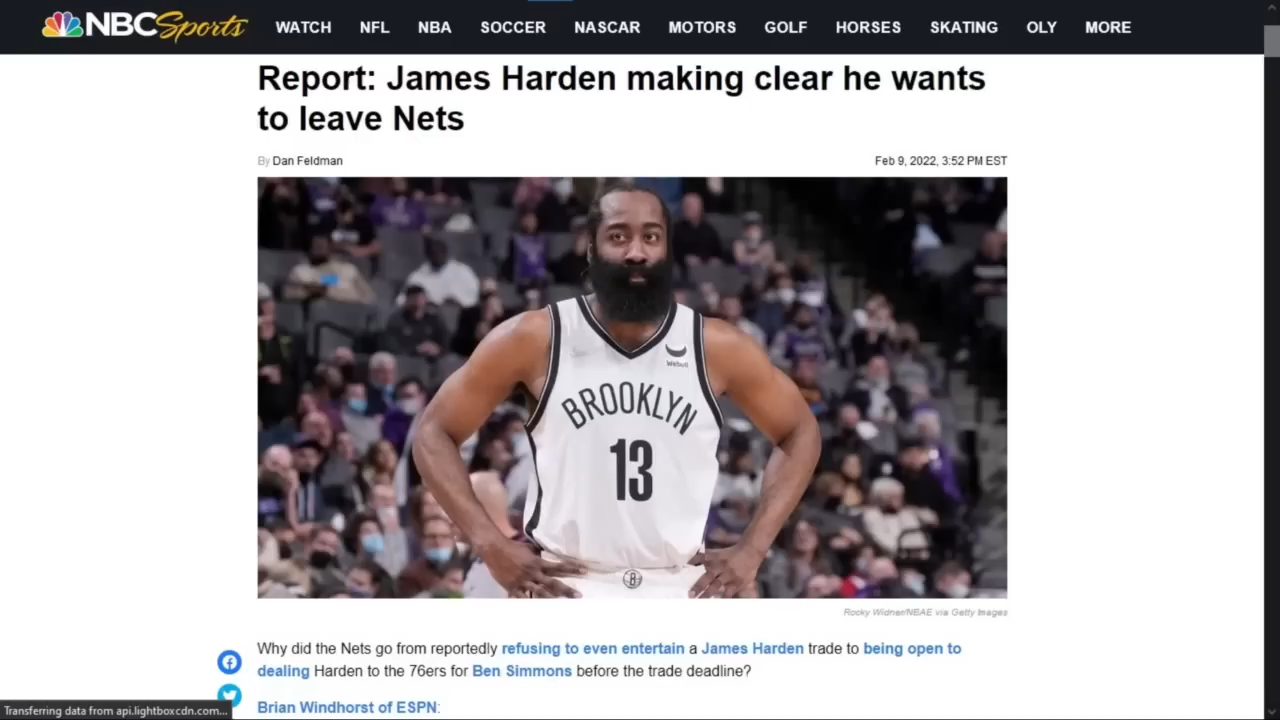 NBC Sports WATCH NFL NBA SOCCER NASCAR MOTORS GOLF HORSES SKATING OLY MORE
Report: James Harden making clear he wants
to leave Nets
By Dan Feldman Feb 9, 2022, 3:52 PM EST
Webull
BROOKLYN
13
B
Rocky Widner/NBAE via Getty Images
Why did the Nets go from reportedly refusing to even entertain a James Harden trade to being open to
dealing Harden to the 76ers for Ben Simmons before the trade deadline?
Brian Windhorst of ESPN:
Transferring data from api.lightboxcdn.com...